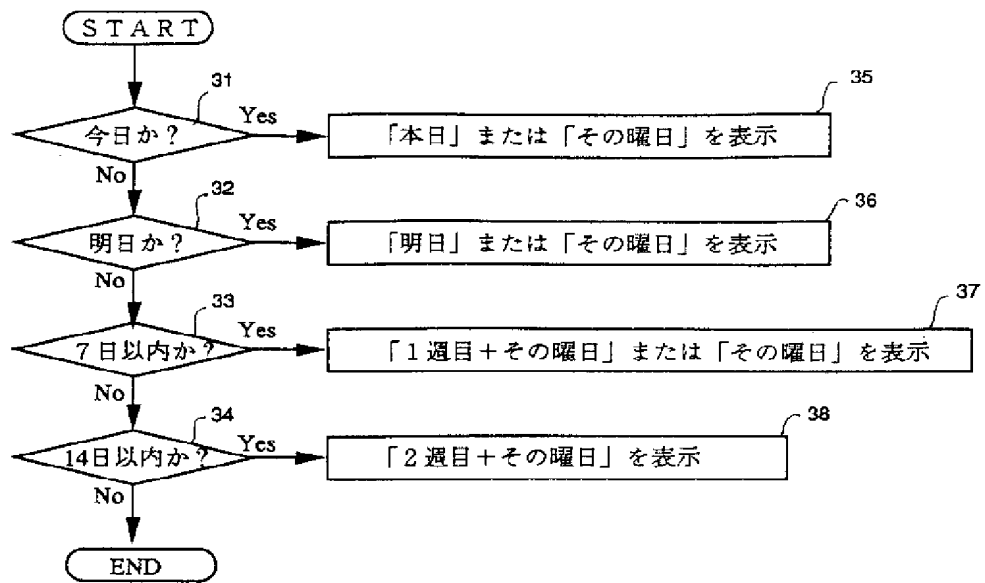 START
31
今日か？
Yes
35
「本日」または「その曜日」を表示
No
32
明日か？
Yes
36
「明日」または「その曜日」を表示
No
33
７日以内か？
Yes
37
「１週目＋その曜日」または「その曜日」を表示
No
34
14日以内か？
Yes
38
「２週目＋その曜日」を表示
No
END